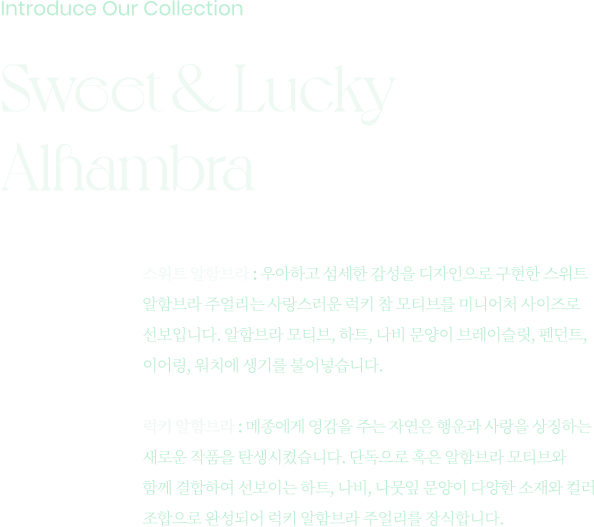 Introduce Our Collection
Sweet & Lucky
Alhambra
스위트 알함브라 : 우아하고 섬세한 감성을 디자인으로 구현한 스위트
알함브라 주얼리는 사랑스러운 럭키 참 모티브를 미니어처 사이즈로
선보입니다. 알함브라 모티브, 하트, 나비 문양이 브레이슬릿, 펜던트,
이어링, 워치에 생기를 불어넣습니다.
럭키 알함브라 : 메종에게 영감을 주는 자연은 행운과 사랑을 상징하는
새로운 작품을 탄생시켰습니다. 단독으로 혹은 알함브라 모티브와
함께 결합하여 선보이는 하트, 나비, 나뭇잎 문양이 다양한 소재와 컬러
조합으로 완성되어 럭키 알함브라 주얼리를 장식합니다.